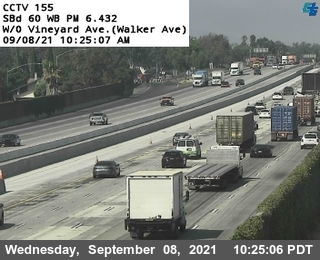 CCTV 155
SBd 60 WB PM 6.432
W/O Vineyard Ave.(Walker Ave)
09/08/21 10:25:07 AM
Wednesday, September 08, 2021 10:25:06 PDT